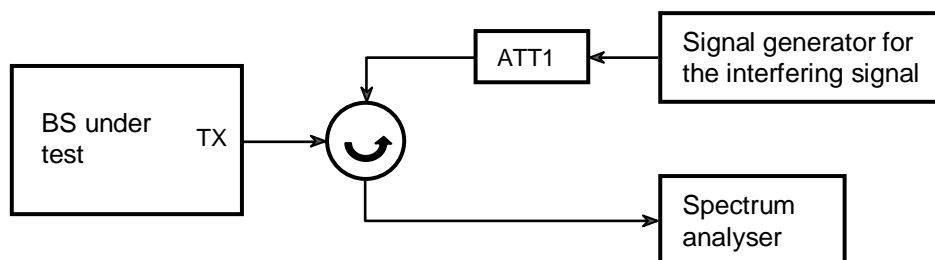 BS under
test
TX
ATT1
Signal generator for
the interfering signal
Spectrum
analyser